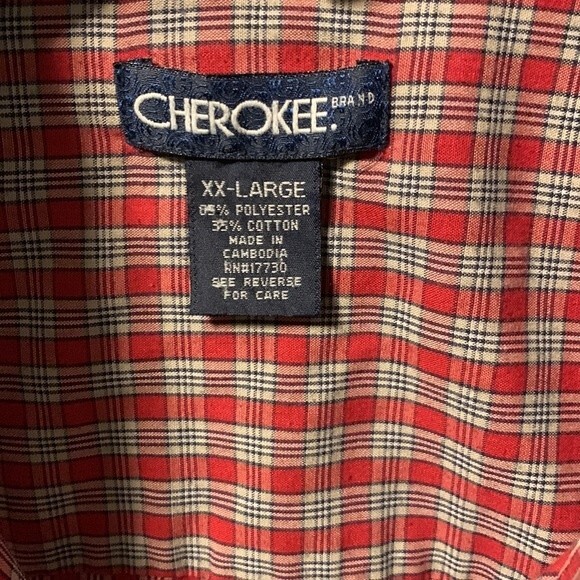 CHEROKEE. BRAND
XX-LARGE
65% POLYESTER
35% COTTON
MADE IN
CAMBODIA
RN#17730
SEE REVERSE
FOR CARE